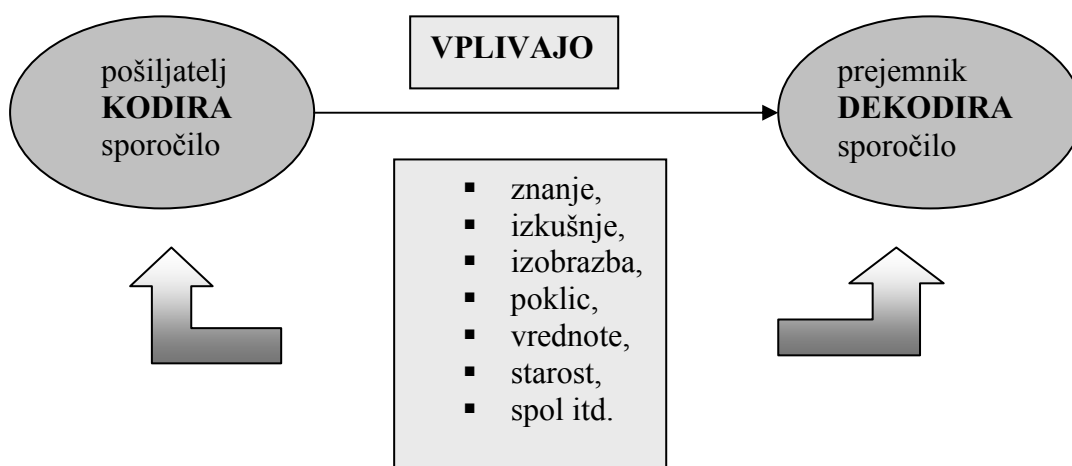 pošiljatelj
KODIRA
sporočilo
VPLIVAJO
prejemnik
DEKODIRA
sporočilo
▪ znanje,
▪ izkušnje,
▪ izobrazba,
▪ poklic,
▪ vrednote,
▪ starost,
▪ spol itd.